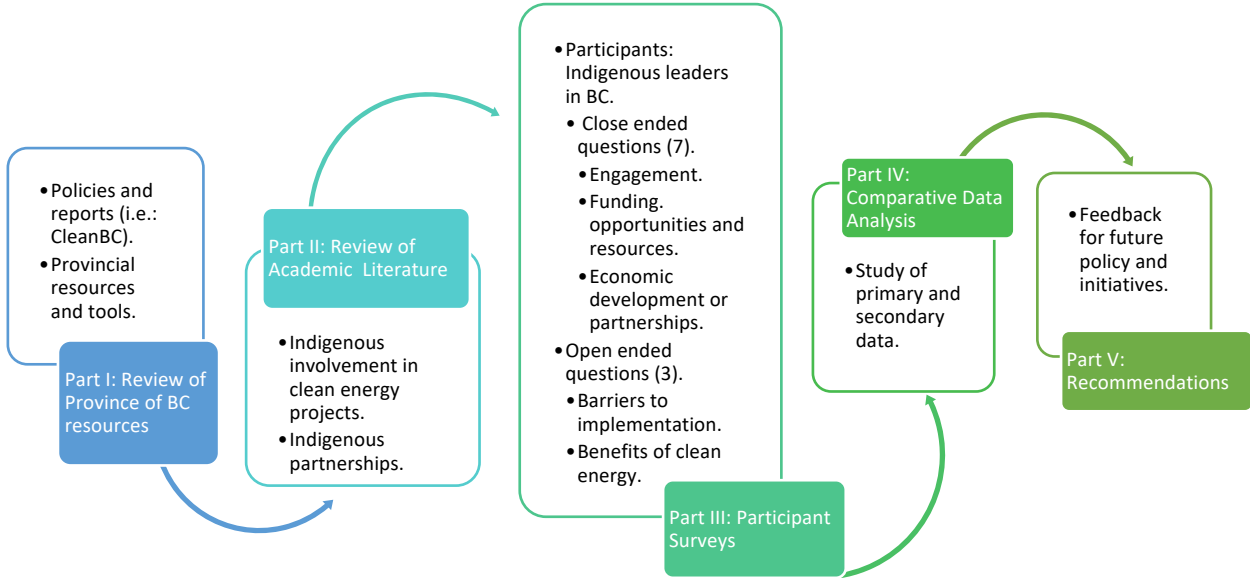 •Policies and
reports (i.e.:
CleanBC).
•Provincial
resources
and tools.
Part I: Review of
Province of BC
resources
Part II: Review of
Academic Literature
•Indigenous
involvement in
clean energy
projects.
•Indigenous
partnerships.
•Participants:
Indigenous leaders
in BC.
• Close ended
questions (7).
•Engagement.
•Funding.
opportunities and
resources.
•Economic
development or
partnerships.
•Open ended
questions (3).
•Barriers to
implementation.
•Benefits of clean
energy.
Part III: Participant
Surveys
Part IV:
Comparative Data
Analysis
•Study of
primary and
secondary
data.
•Feedback
for future
policy and
initiatives.
Part V:
Recommendations